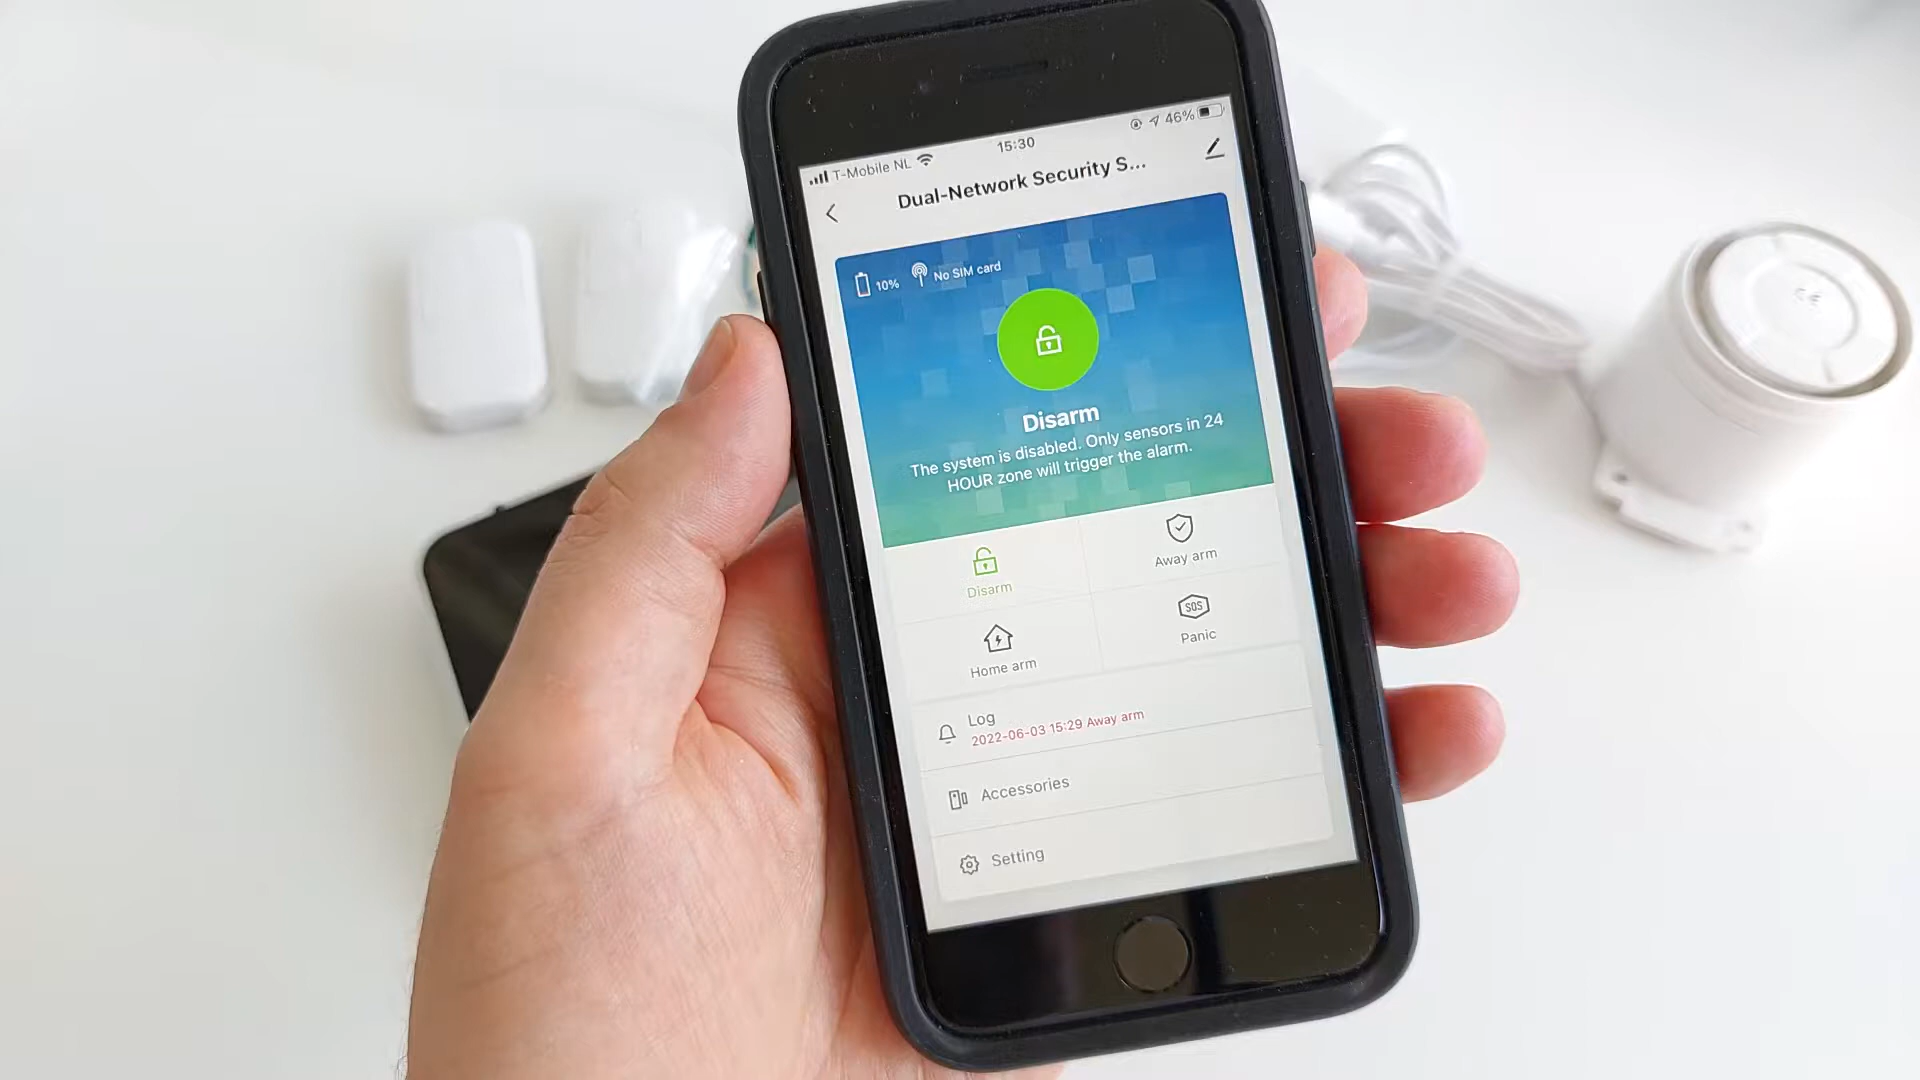 T-Mobile NL
15:30
46%
Dual-Network Security S...
10%
No SIM card
Disarm
The system is disabled. Only sensors in 24
HOUR zone will trigger the alarm.
Disarm
Away arm
Home arm
SOS
Panic
Log
2022-06-03 15:29 Away arm
Accessories
Setting
CE